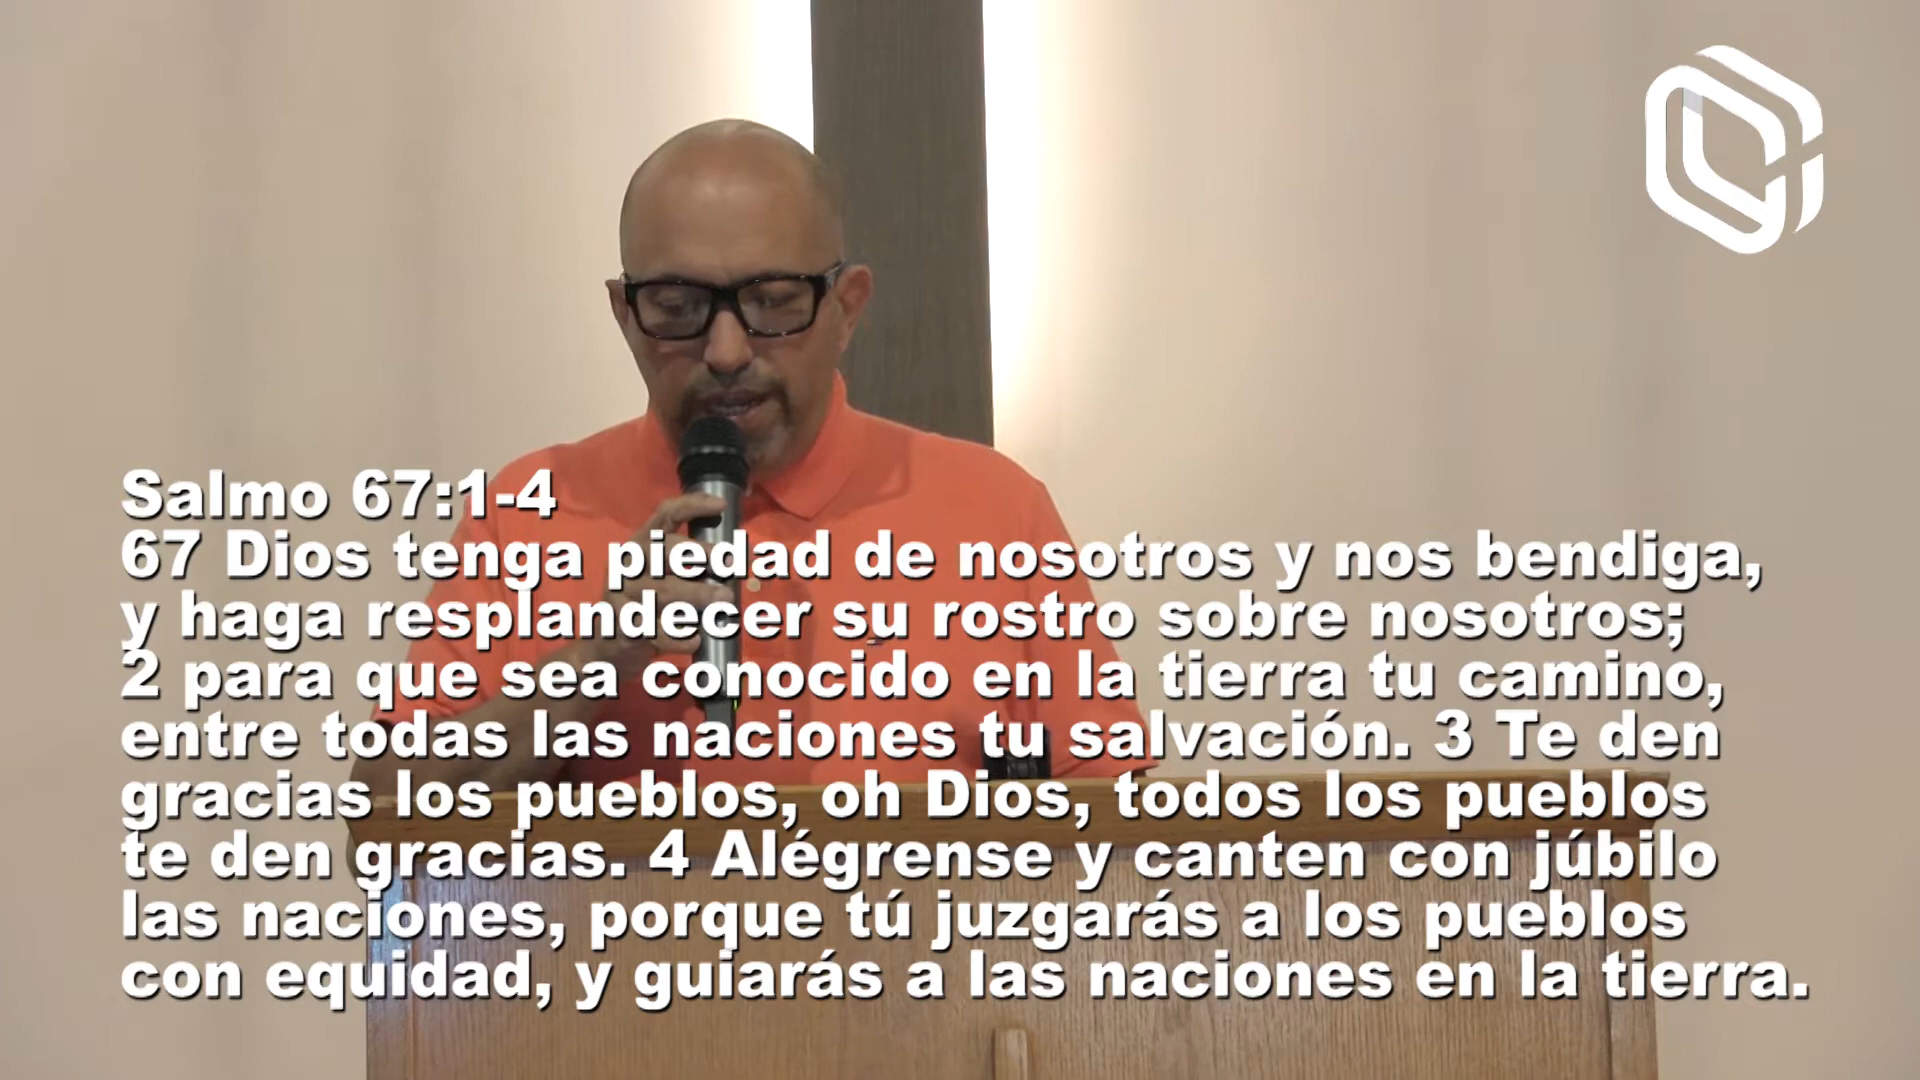 Salmo 67:1-4
67 Dios tenga piedad de nosotros y nos bendiga,
y haga resplandecer su rostro sobre nosotros;
2 para que sea conocido en la tierra tu camino,
entre todas las naciones tu salvación. 3 Te den
gracias los pueblos, oh Dios, todos los pueblos
te den gracias. 4 Alégrense y canten con júbilo
las naciones, porque tú juzgarás a los pueblos
con equidad, y guiarás a las naciones en la tierra.